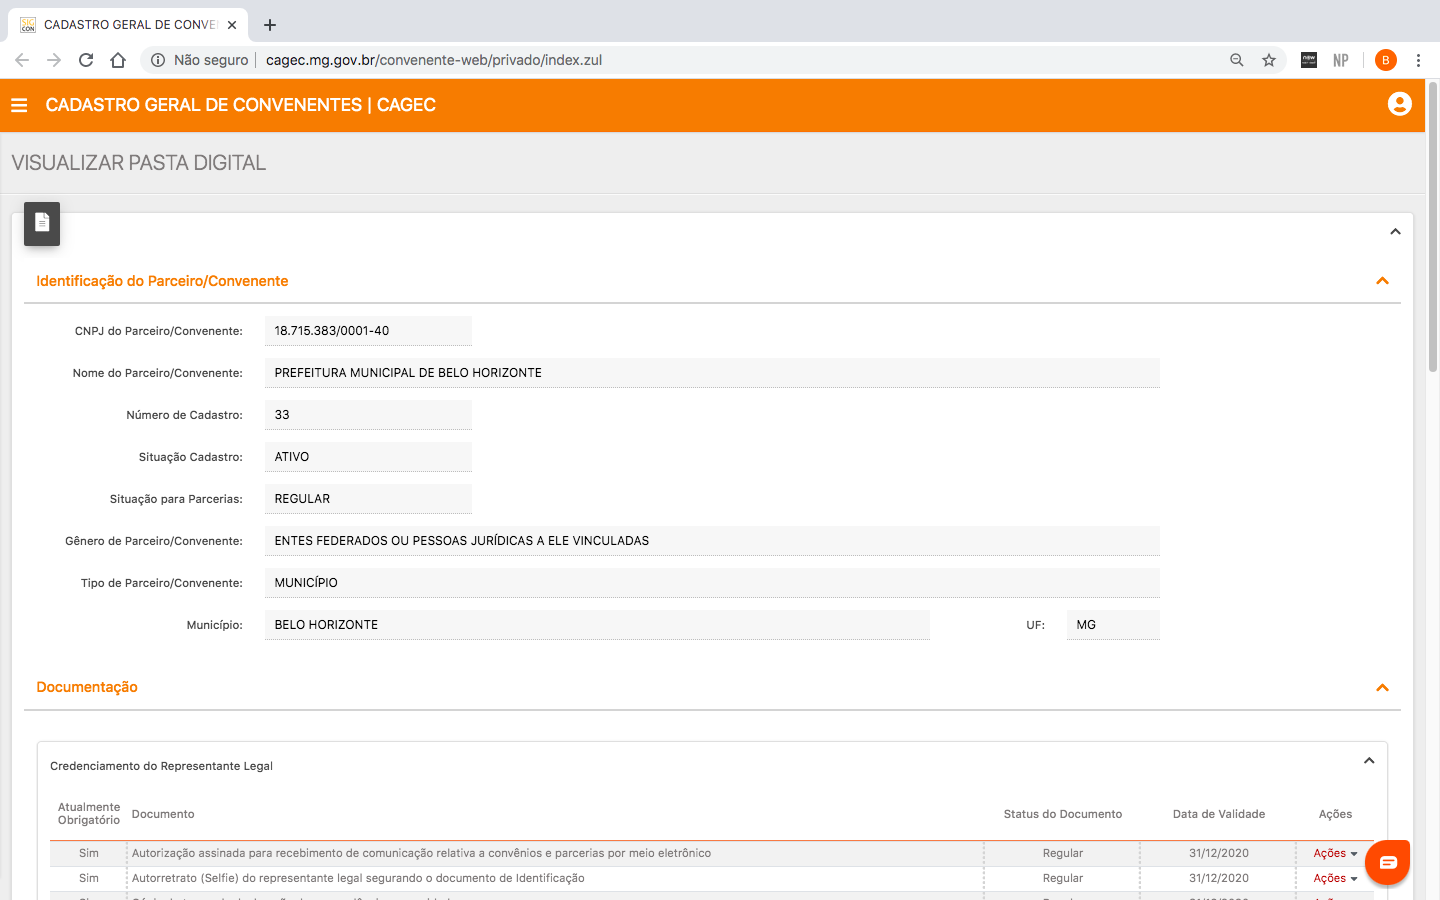 CADASTRO GERAL DE CONVE
Não seguro
cagec.mg.gov.br/convenente-web/privado/index.zul
NP
B
CADASTRO GERAL DE CONVENENTES | CAGEC
VISUALIZAR PASTA DIGITAL
Identificação do Parceiro/Convenente
CNPJ do Parceiro/Convenente: 18.715.383/0001-40
Nome do Parceiro/Convenente: PREFEITURA MUNICIPAL DE BELO HORIZONTE
Número de Cadastro: 33
Situação Cadastro: ATIVO
Situação para Parcerias: REGULAR
Gênero de Parceiro/Convenente: ENTES FEDERADOS OU PESSOAS JURÍDICAS A ELE VINCULADAS
Tipo de Parceiro/Convenente: MUNICÍPIO
Município: BELO HORIZONTE UF: MG
Documentação
Credenciamento do Representante Legal
Atualmente Obrigatório Documento Status do Documento Data de Validade Ações
Sim Autorização assinada para recebimento de comunicação relativa a convênios e parcerias por meio eletrônico Regular 31/12/2020 Ações
Sim Autorretrato (Selfie) do representante legal segurando o documento de Identificação Regular 31/12/2020 Ações